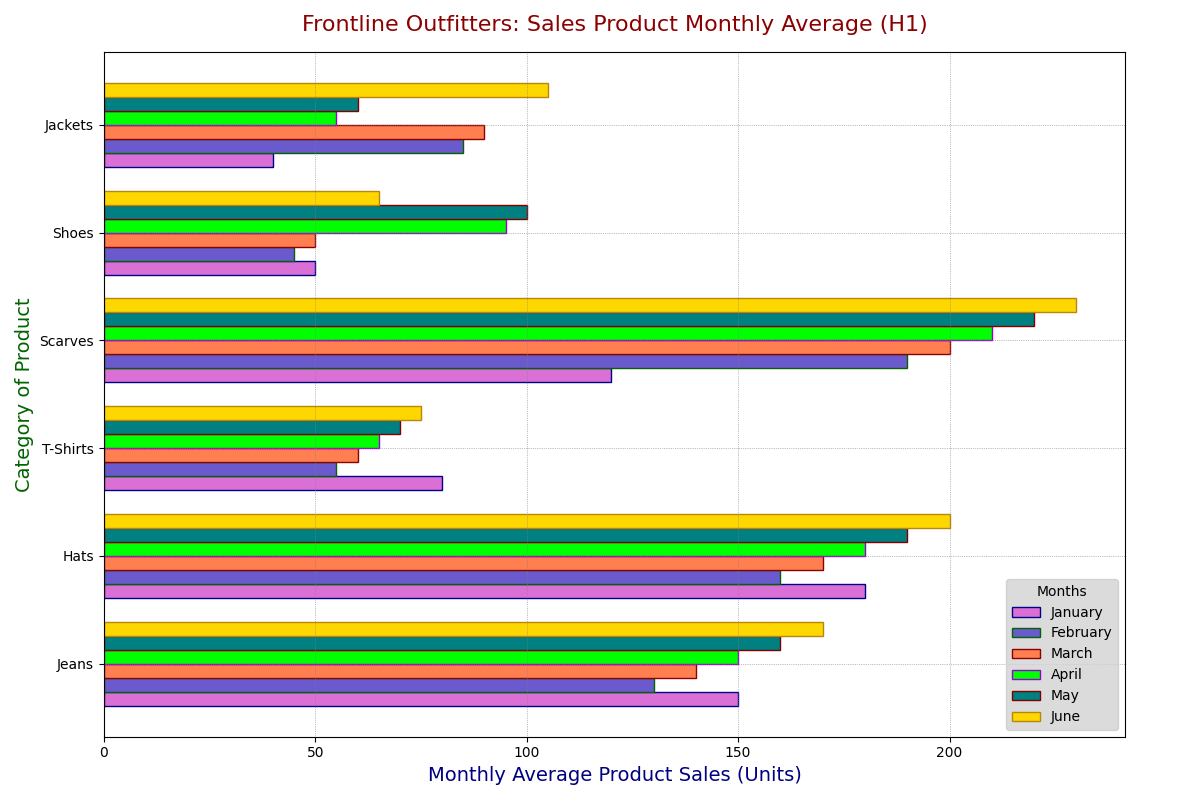 Frontline Outfitters: Sales Product Monthly Average (H1)
Category of Product
Jackets
Shoes
Scarves
T-Shirts
Hats
Jeans
Months
January
February
March
April
May
June
0 50 100 150 200
Monthly Average Product Sales (Units)